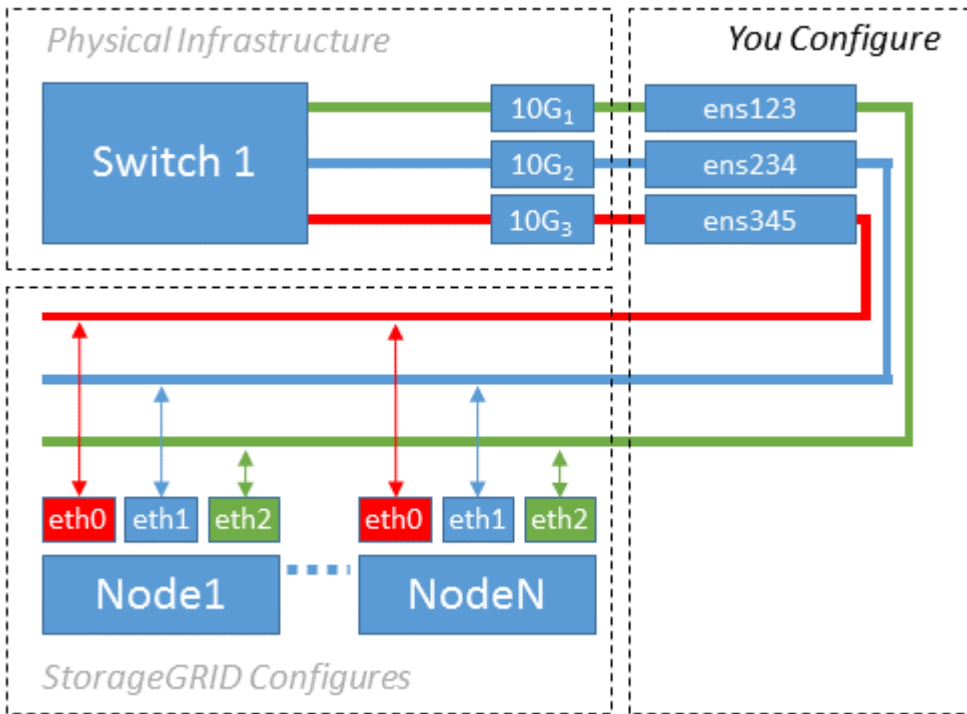 Physical Infrastructure
You Configure
Switch 1
10G₁
ens123
10G₂
ens234
10G₃
ens345
eth0
eth1
eth2
eth0
eth1
eth2
Node1
NodeN
StorageGRID Configures